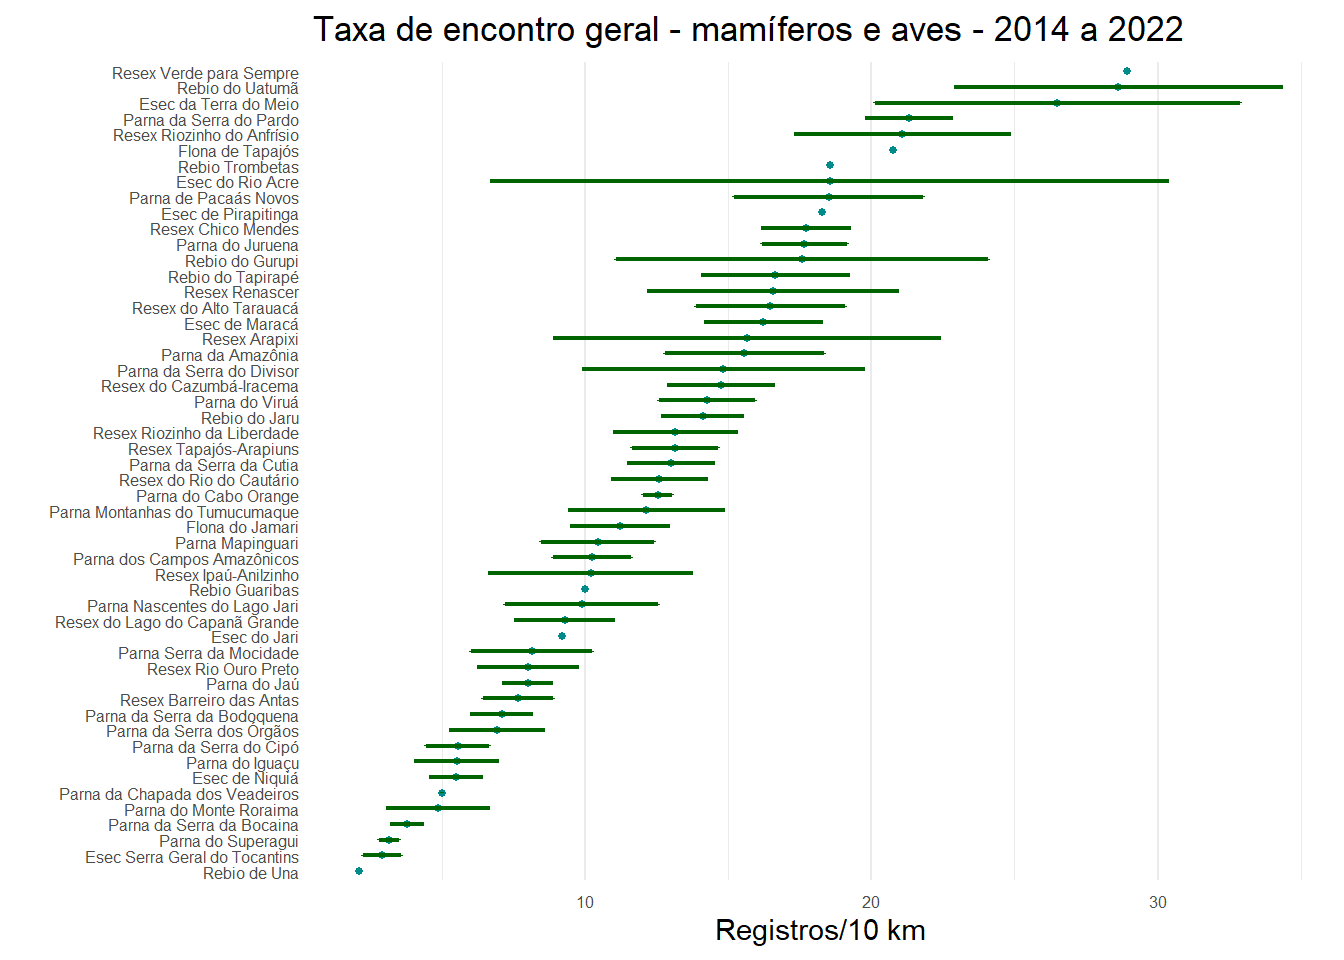 Taxa de encontro geral - mamíferos e aves - 2014 a 2022
Resex Verde para Sempre
Rebio do Uatumã
Esec da Terra do Meio
Parna da Serra do Pardo
Resex Riozinho do Anfrísio
Flona de Tapajós
Rebio Trombetas
Esec do Rio Acre
Parna de Pacaás Novos
Esec de Pirapitinga
Resex Chico Mendes
Parna do Juruena
Rebio do Gurupi
Rebio do Tapirapé
Resex Renascer
Resex do Alto Tarauacá
Esec de Maracá
Resex Arapixi
Parna da Amazônia
Parna da Serra do Divisor
Resex do Cazumbá-Iracema
Parna do Viruá
Rebio do Jaru
Resex Riozinho da Liberdade
Resex Tapajós-Arapiuns
Parna da Serra da Cutia
Resex do Rio do Cautário
Parna do Cabo Orange
Parna Montanhas do Tumucumaque
Flona do Jamari
Parna Mapinguari
Parna dos Campos Amazônicos
Resex Ipaú-Anilzinho
Rebio Guaribas
Parna Nascentes do Lago Jari
Resex do Lago do Capanã Grande
Esec do Jari
Parna Serra da Mocidade
Resex Rio Ouro Preto
Parna do Jaú
Resex Barreiro das Antas
Parna da Serra da Bodoquena
Parna da Serra dos Órgãos
Parna da Serra do Cipó
Parna do Iguaçu
Esec de Niquiá
Parna da Chapada dos Veadeiros
Parna do Monte Roraima
Parna da Serra da Bocaina
Parna do Superagui
Esec Serra Geral do Tocantins
Rebio de Una
10 20 30
Registros/10 km